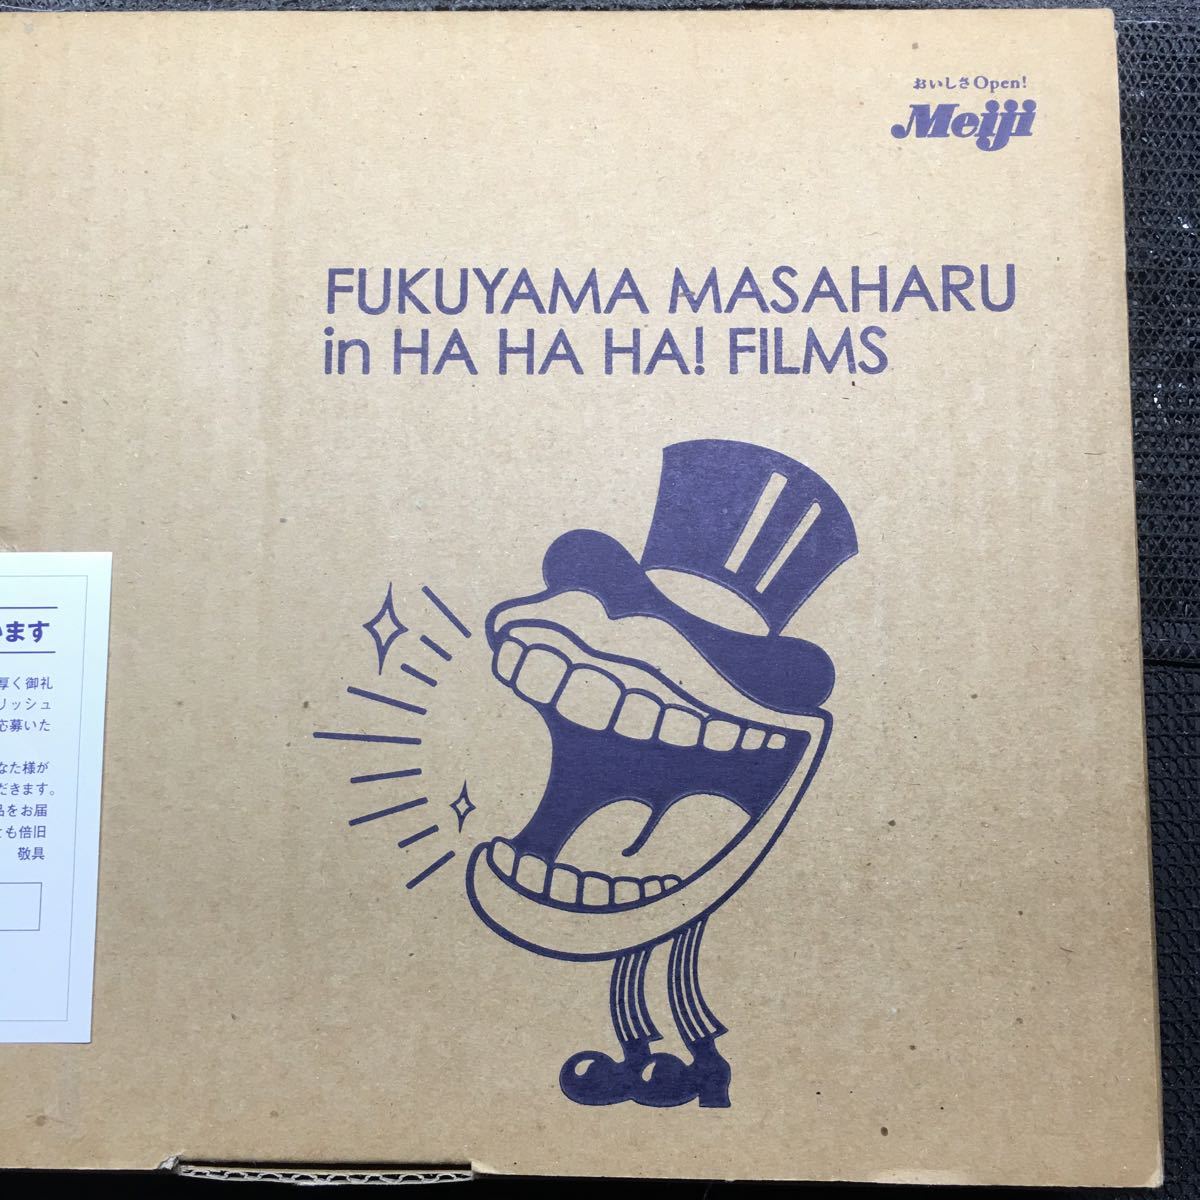 おいしさOpen!
Meiji
FUKUYAMA MASAHARU
in HA HA HA! FILMS
います
厚く御礼
リッシュ
応募いた
なた様が
だきます。
品をお届
とも倍旧
敬具